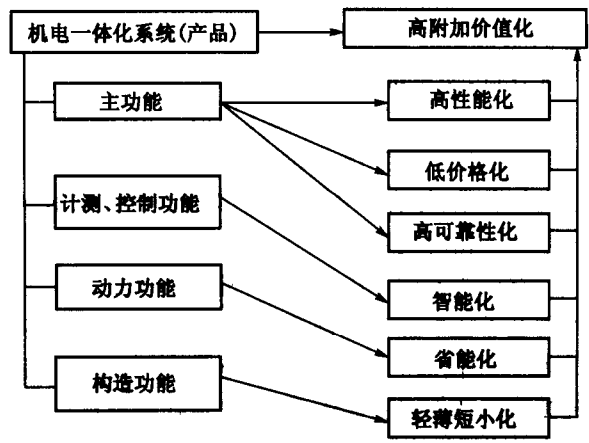 机电一体化系统(产品)
高附加价值化
主功能
高性能化
低价格化
计测、控制功能
高可靠性化
动力功能
智能化
省能化
构造功能
轻薄短小化